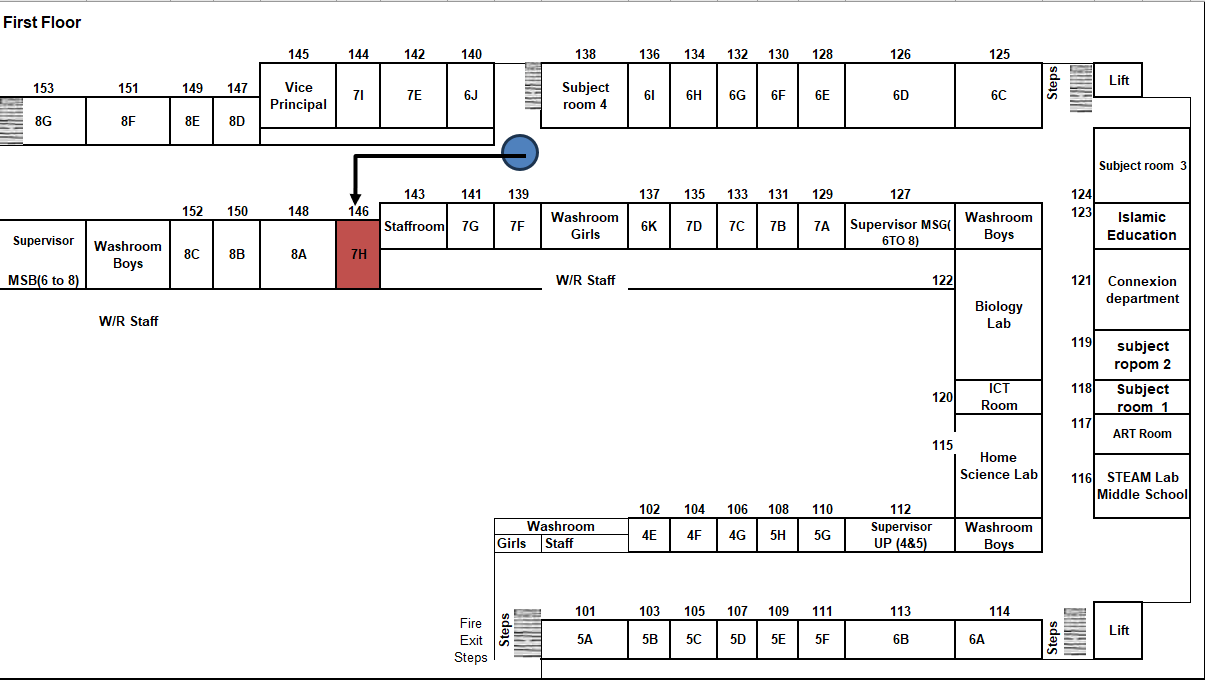 First Floor
145 144 142 140 138 136 134 132 130 128 126 125
153 151 149 147
Vice
Principal
7I 7E 6J
Subject
room 4
6I 6H 6G 6F 6E 6D 6C
Steps
Lift
8G 8F 8E 8D
Subject room 3
124
143 141 139 137 135 133 131 129 127
152 150 148 146
123
Staffroom 7G 7F
Washroom
Girls
6K 7D 7C 7B 7A
Supervisor MSG(
6TO 8)
Washroom
Boys
Islamic
Education
Supervisor
MSB(6 to 8)
Washroom
Boys
8C 8B 8A 7H
W/R Staff
122
121
Connexion
department
Biology
Lab
W/R Staff
119
subject
ropom 2
120
ICT
Room
118
Subject
room 1
117
ART Room
115
Home
Science Lab
116
STEAM Lab
Middle School
102 104 106 108 110 112
Washroom
Girls Staff
4E 4F 4G 5H 5G
Supervisor
UP (4&5)
Washroom
Boys
101 103 105 107 109 111 113 114
Fire
Exit
Steps
Steps
5A 5B 5C 5D 5E 5F 6B 6A
Steps
Lift